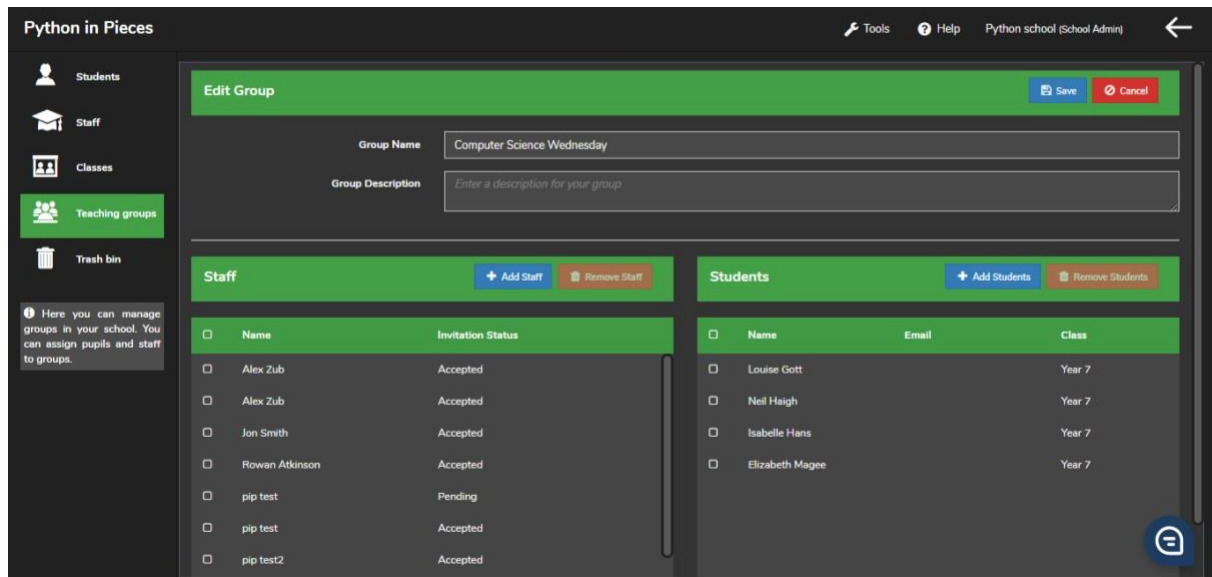 Python in Pieces
Tools Help Python school (School Admin)
Students
Staff
Classes
Teaching groups
Trash bin
Here you can manage
groups in your school. You
can assign pupils and staff
to groups.
Edit Group Save Cancel
Group Name Computer Science Wednesday
Group Description Enter a description for your group
Staff + Add Staff Remove Staff
Name Invitation Status
Alex Zub Accepted
Alex Zub Accepted
Jon Smith Accepted
Rowan Atkinson Accepted
pip test Pending
pip test Accepted
pip test2 Accepted
Students + Add Students Remove Students
Name Email Class
Louise Gott Year 7
Neil Haigh Year 7
Isabelle Hans Year 7
Elizabeth Magee Year 7